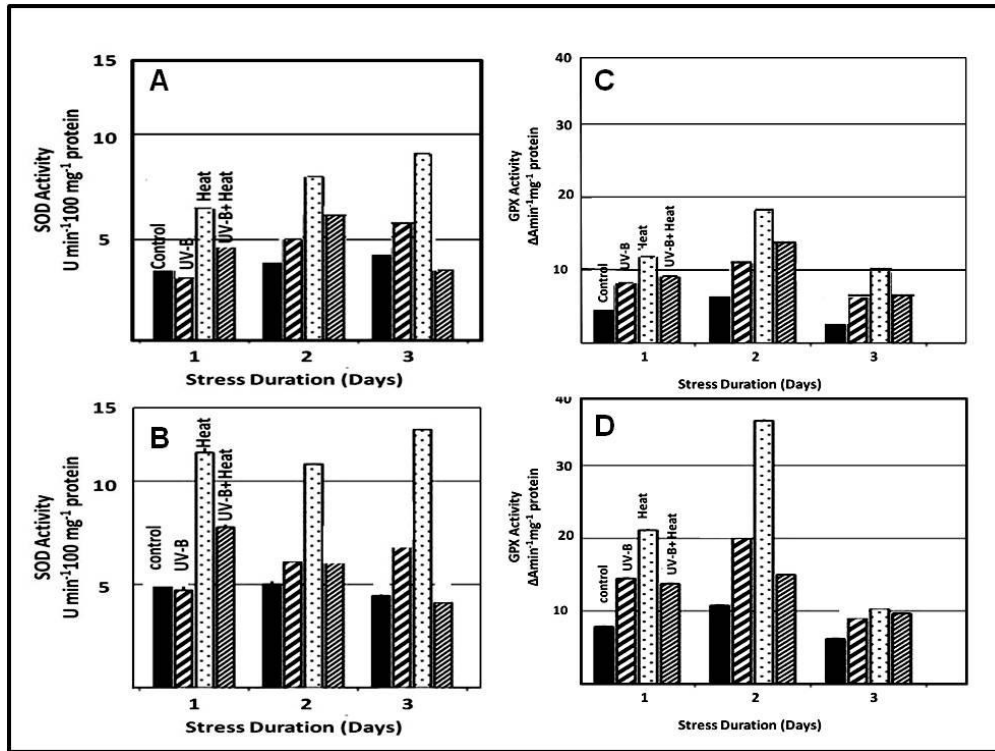 A
15
10
5
SOD Activity
U min⁻¹100 mg⁻¹ protein
Control
UV-B
Heat
UV-B+ Heat
1 2 3
Stress Duration (Days)
C
40
30
20
10
GPX Activity
ΔAmin⁻¹mg⁻¹ protein
Control
UV-B
Heat
UV-B+ Heat
1 2 3
Stress Duration (Days)
B
15
10
5
SOD Activity
U min⁻¹100 mg⁻¹ protein
control
UV-B
Heat
UV-B+ Heat
1 2 3
Stress Duration (Days)
D
40
30
20
10
GPX Activity
ΔAmin⁻¹mg⁻¹ protein
control
UV-B
Heat
UV-B+ Heat
1 2 3
Stress Duration (Days)